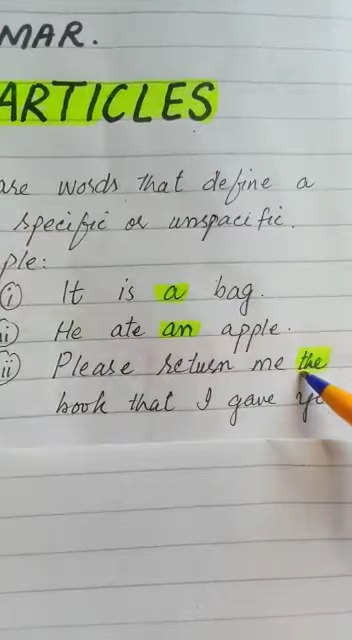 MAR.
ARTICLES
are words that define a
specific or unspacific.
ple:
(i) It is a bag.
ii) He ate an apple.
ii) Please return me the
book that I gave